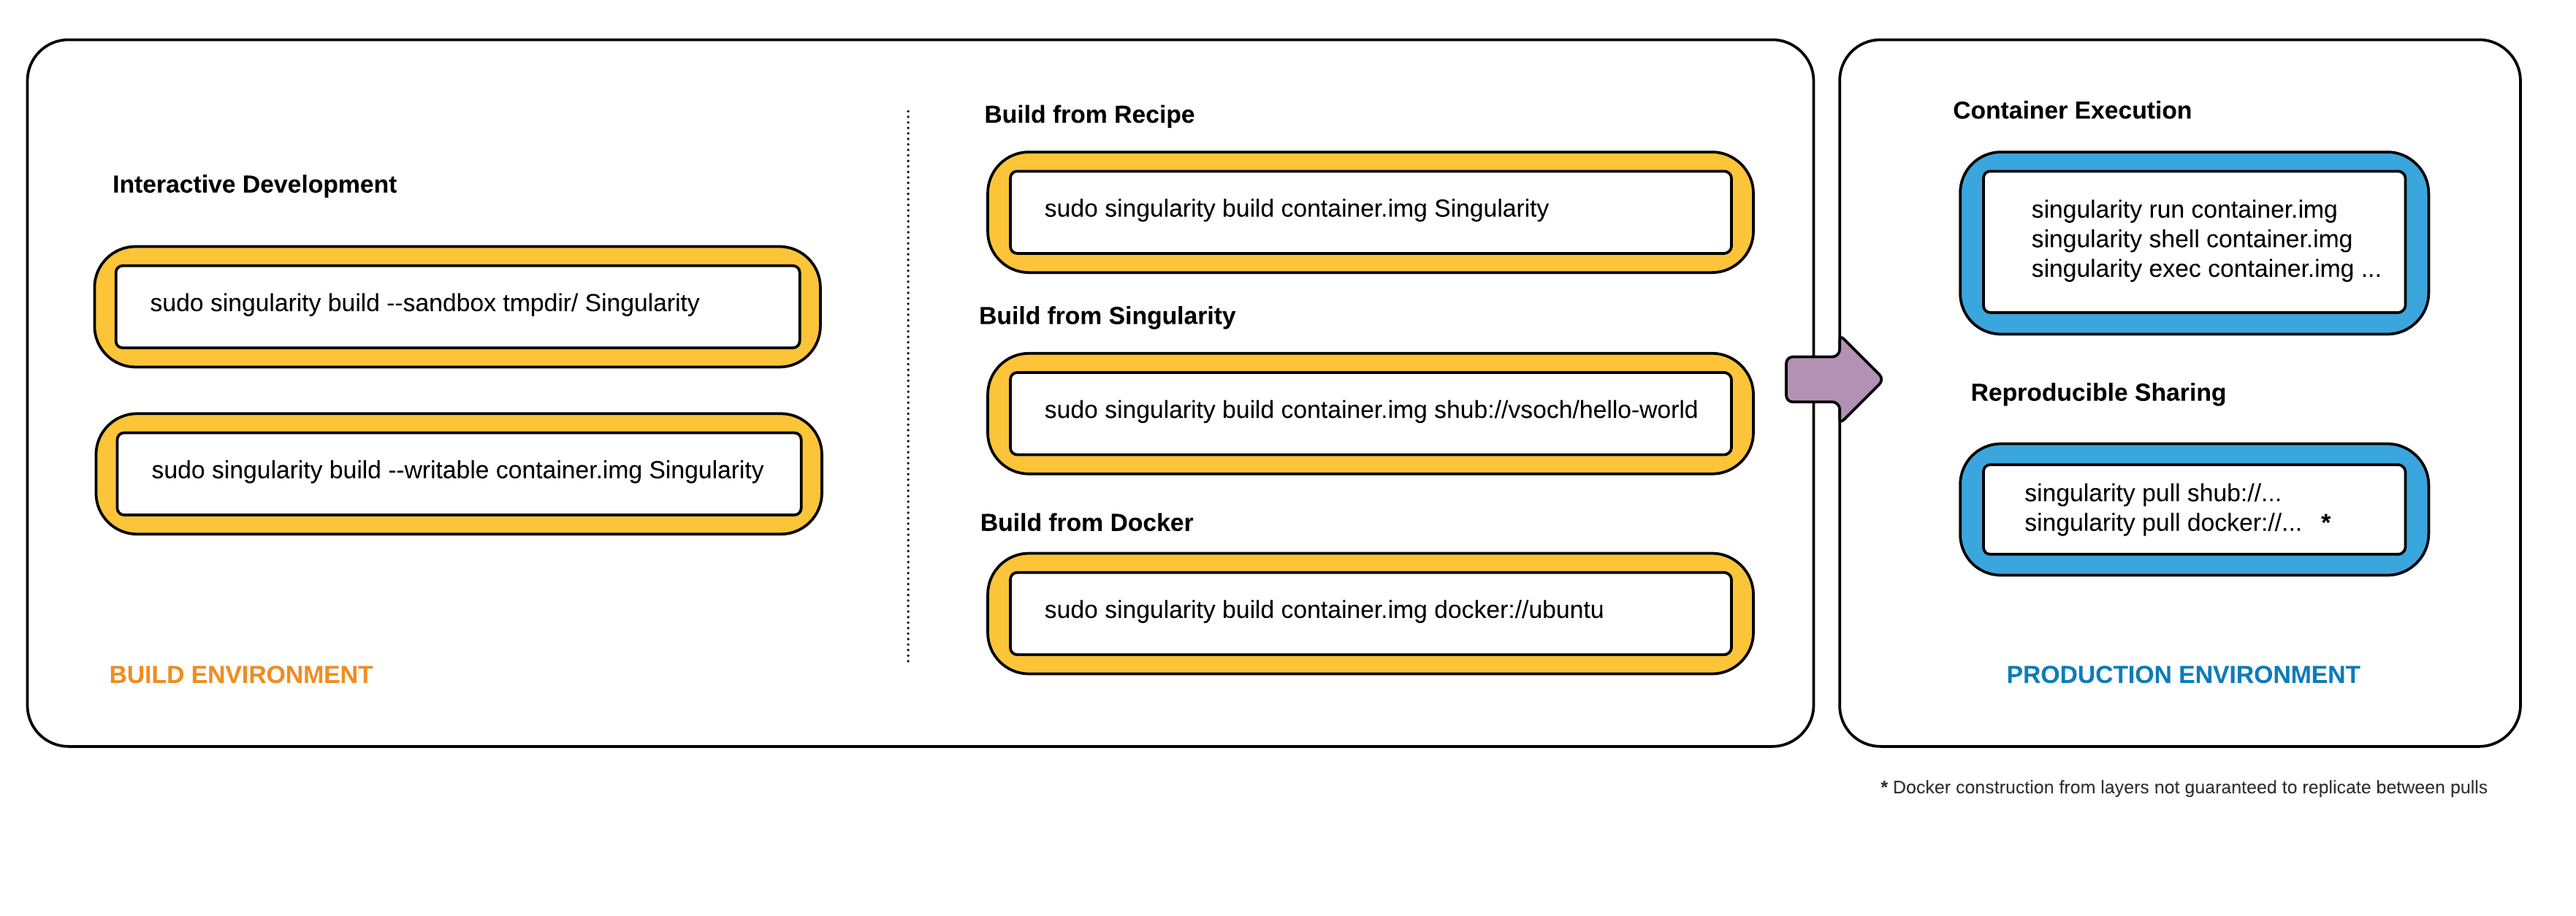 Interactive Development
sudo singularity build --sandbox tmpdir/ Singularity
sudo singularity build --writable container.img Singularity
BUILD ENVIRONMENT
Build from Recipe
sudo singularity build container.img Singularity
Build from Singularity
sudo singularity build container.img shub://vsoch/hello-world
Build from Docker
sudo singularity build container.img docker://ubuntu
Container Execution
singularity run container.img
singularity shell container.img
singularity exec container.img ...
Reproducible Sharing
singularity pull shub://...
singularity pull docker://... *
PRODUCTION ENVIRONMENT
* Docker construction from layers not guaranteed to replicate between pulls